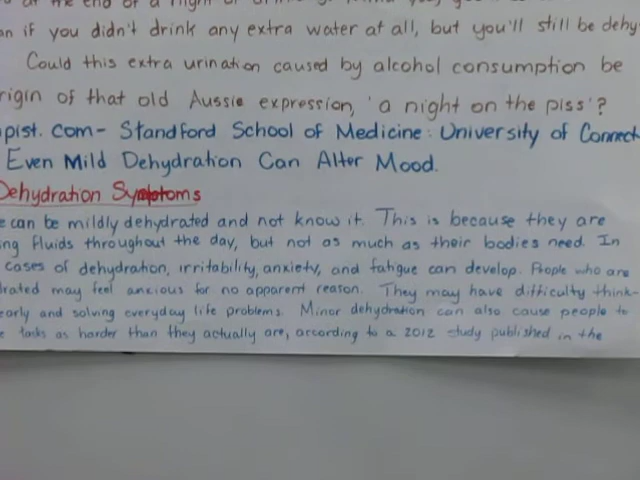 at the end of a night of
an if you didn't drink any extra water at all, but you'll still be dehy-
Could this extra urination caused by alcohol consumption be
rigin of that old Aussie expression, 'a night on the piss'?
pist. com- Standford School of Medicine: University of Connect
Even Mild Dehydration Can Alter Mood.
Dehydration Symptoms
e can be mildly dehydrated and not know it. This is because they are
ing fluids throughout the day, but not as much as their bodies need. In
cases of dehydration, irritability, anxiety, and fatigue can develop. People who are
drated may feel anxious for no apparent reason. They may have difficulty think-
early and solving everyday life problems. Minor dehydration can also cause people to
e tasks as harder than they actually are, according to a 2012 study published in the